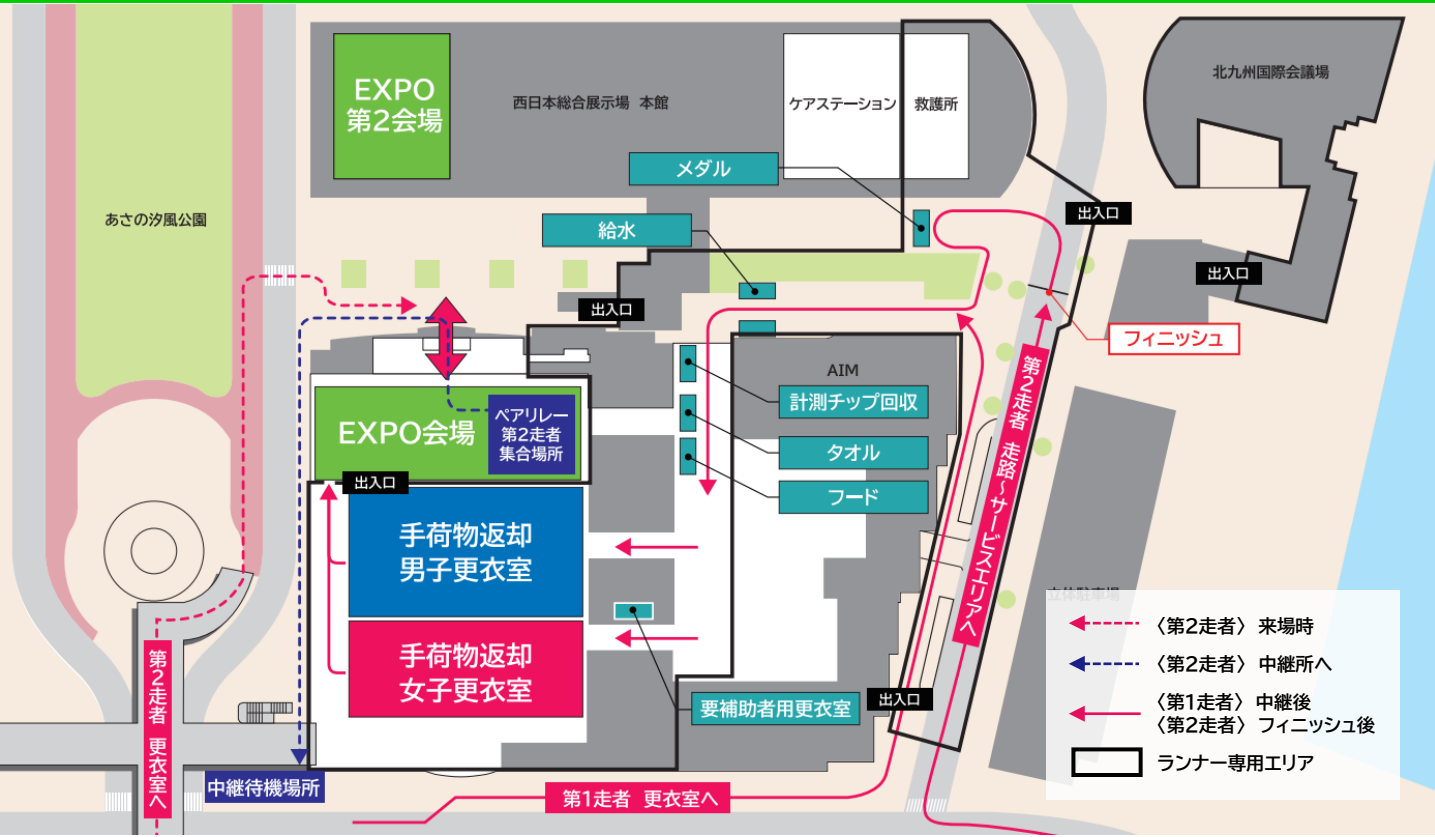 EXPO
第2会場
西日本総合展示場 本館
ケアステーション
救護所
北九州国際会議場
メダル
あさの汐風公園
給水
出入口
出入口
出入口
フィニッシュ
AIM
計測チップ回収
タオル
フード
EXPO会場
ペアリレー
第2走者
集合場所
出入口
手荷物返却
男子更衣室
手荷物返却
女子更衣室
要補助者用更衣室
出入口
第2走者 走路～サービスエリアへ
立体駐車場
第2走者 更衣室へ
中継待機場所
第1走者 更衣室へ
〈第2走者〉 来場時
〈第2走者〉 中継所へ
〈第1走者〉 中継後
〈第2走者〉 フィニッシュ後
ランナー専用エリア